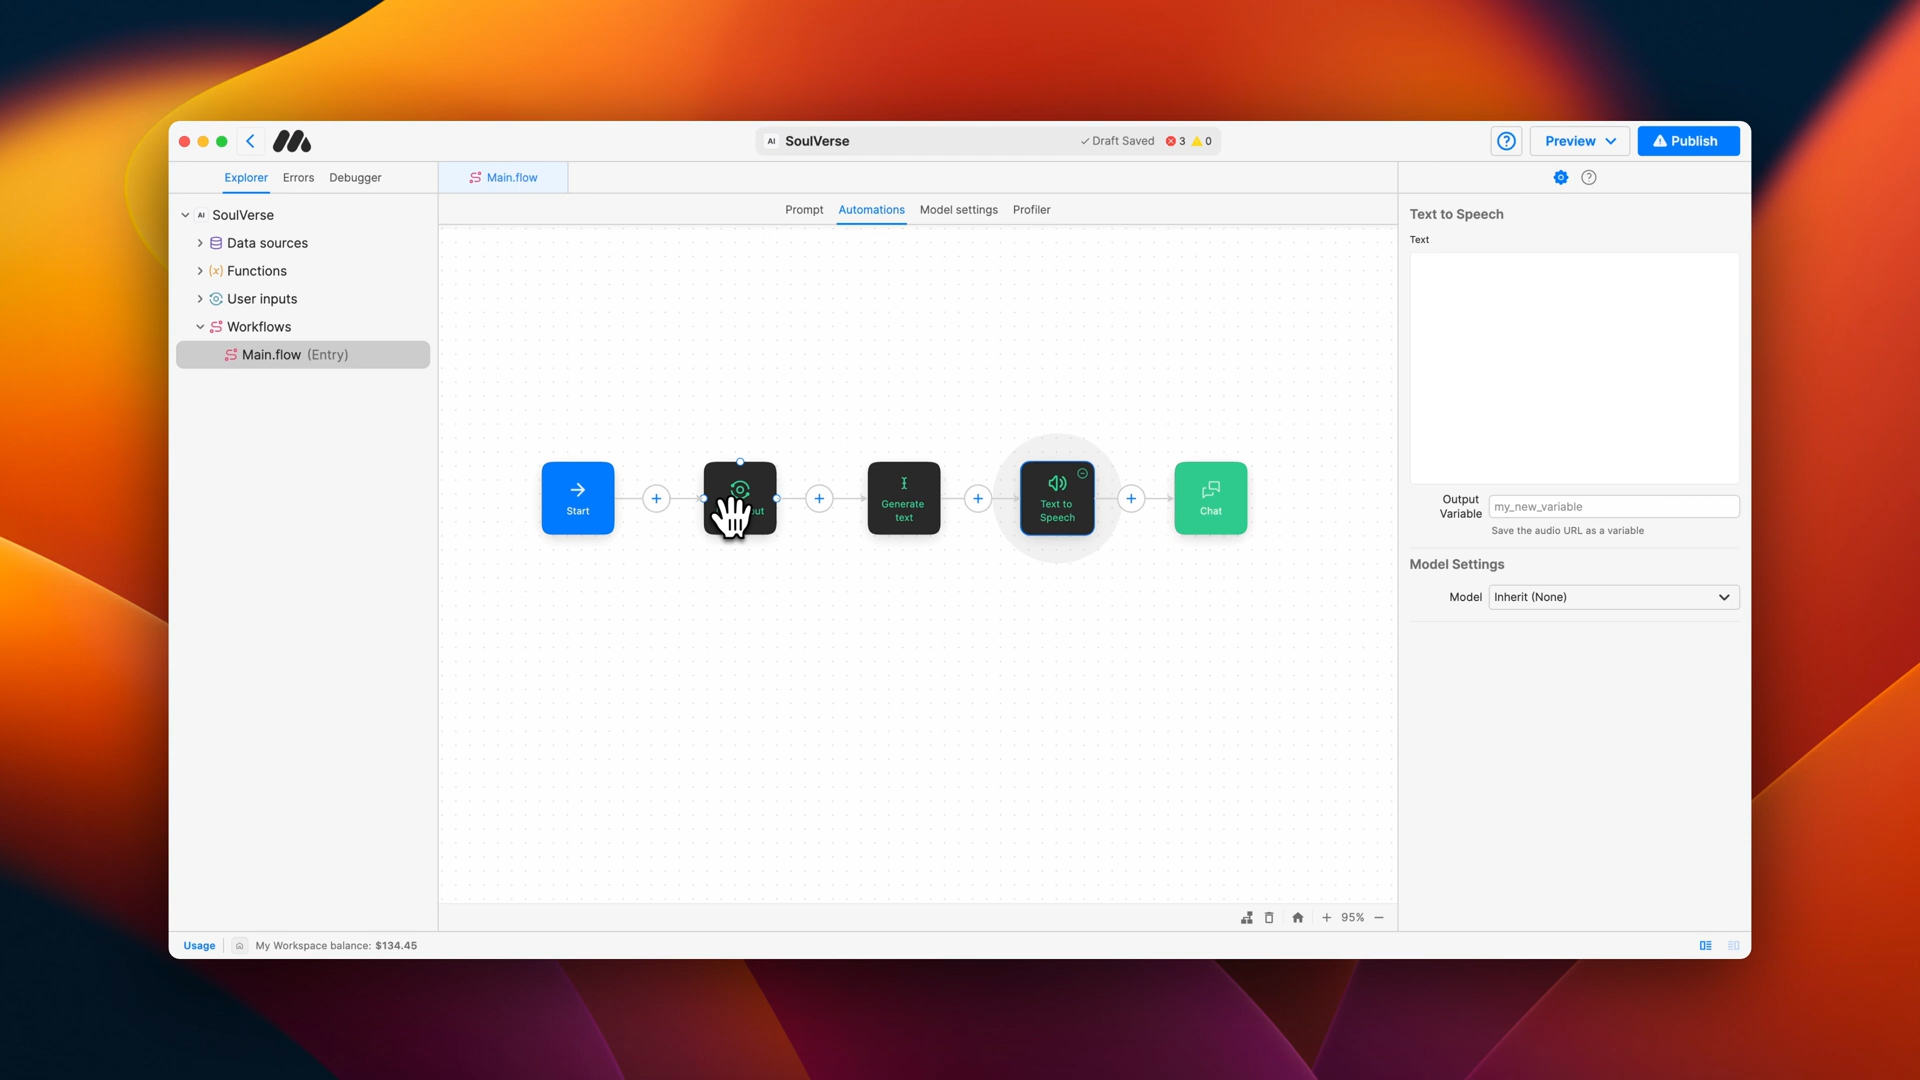 AI SoulVerse
Draft Saved 3 0
Preview
Publish
Explorer Errors Debugger
Main.flow
Prompt Automations Model settings Profiler
AI SoulVerse
Data sources
(x) Functions
User inputs
Workflows
Main.flow (Entry)
Start
Generate
text
Text to
Speech
Chat
Text to Speech
Text
Output
Variable
my_new_variable
Save the audio URL as a variable
Model Settings
Model Inherit (None)
95%
Usage My Workspace balance: $134.45